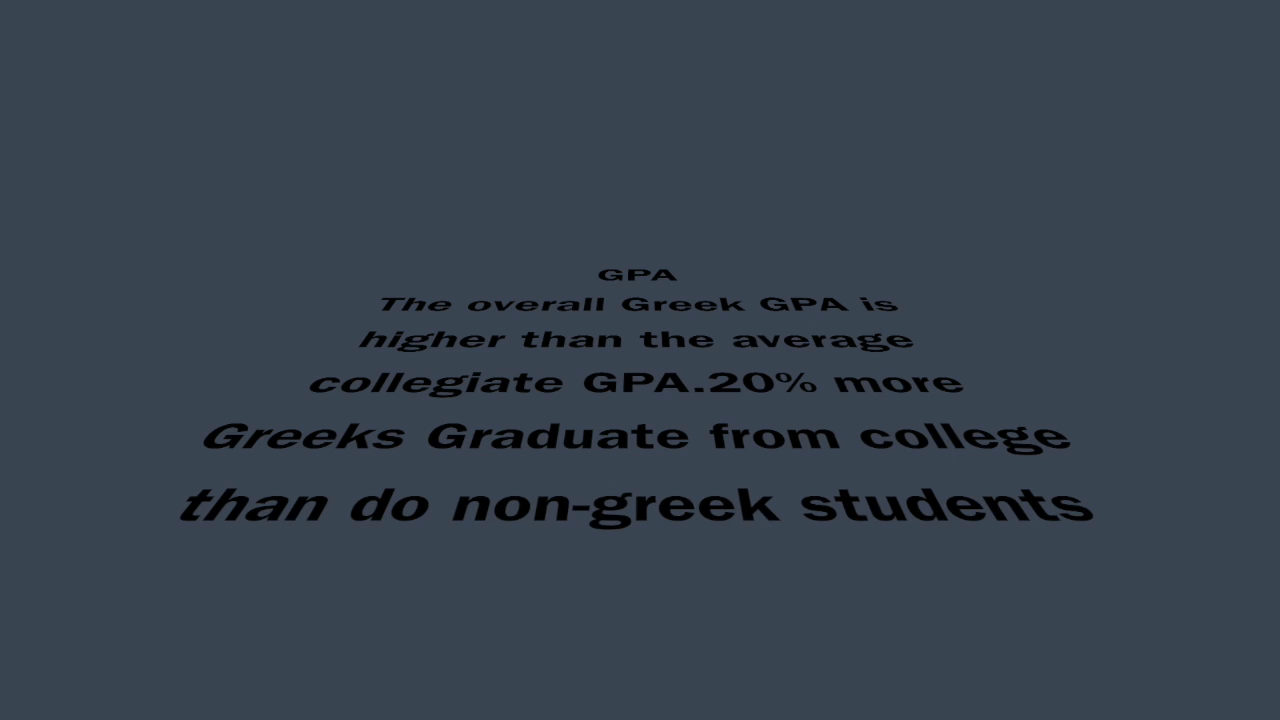 GPA
The overall Greek GPA is
higher than the average
collegiate GPA.20% more
Greeks Graduate from college
than do non-greek students